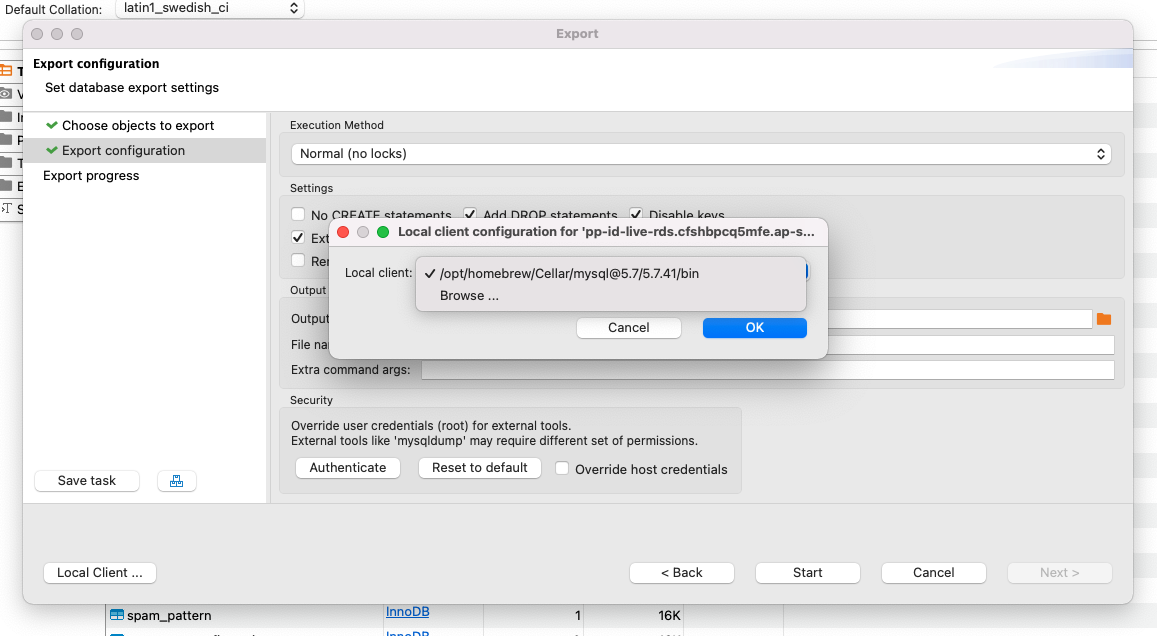 Default Collation: latin1_swedish_ci
Export
Export configuration
Set database export settings
Choose objects to export
Export configuration
Export progress
Execution Method
Normal (no locks)
Settings
No CREATE statements
Add DROP statements
Disable keys
Ext
Rer
Local client configuration for 'pp-id-live-rds.cfshbpcq5mfe.ap-s...
Local client:
/opt/homebrew/Cellar/mysql@5.7/5.7.41/bin
Browse ...
Cancel
OK
Output
Output
File na
Extra command args:
Security
Override user credentials (root) for external tools.
External tools like 'mysqldump' may require different set of permissions.
Authenticate
Reset to default
Override host credentials
Save task
Local Client ...
< Back
Start
Cancel
Next >
spam_pattern InnoDB 1 16K
InnoDB